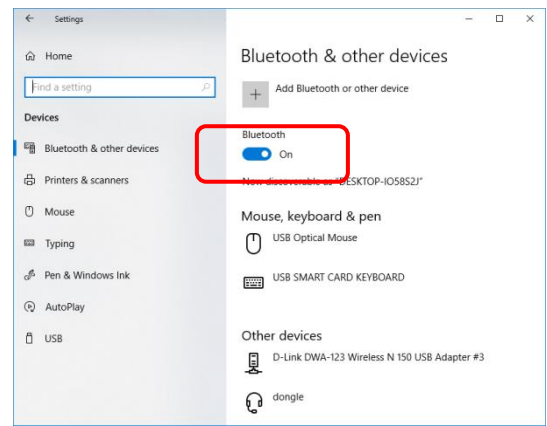 Settings
Home
Find a setting
Devices
Bluetooth & other devices
Printers & scanners
Mouse
Typing
Pen & Windows Ink
AutoPlay
USB
Bluetooth & other devices
Add Bluetooth or other device
Bluetooth
On
Now discoverable as "DESKTOP-IO58S2J"
Mouse, keyboard & pen
USB Optical Mouse
USB SMART CARD KEYBOARD
Other devices
D-Link DWA-123 Wireless N 150 USB Adapter #3
dongle